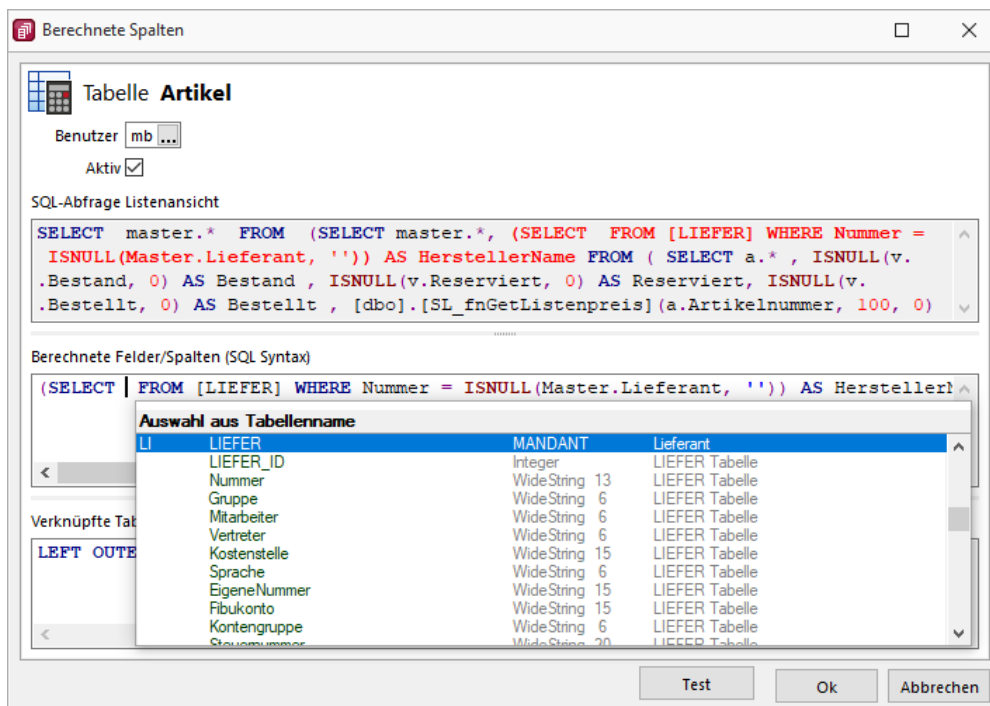 Berechnete Spalten
Tabelle Artikel
Benutzer mb ...
Aktiv
SQL-Abfrage Listenansicht
SELECT master.* FROM (SELECT master.*, (SELECT FROM [LIEFER] WHERE Nummer =
ISNULL(Master.Lieferant, '')) AS HerstellerName FROM ( SELECT a.* , ISNULL(v.
.Bestand, 0) AS Bestand , ISNULL(v.Reserviert, 0) AS Reserviert, ISNULL(v.
.Bestellt, 0) AS Bestellt , [dbo].[SL_fnGetListenpreis](a.Artikelnummer, 100, 0)
Berechnete Felder/Spalten (SQL Syntax)
(SELECT FROM [LIEFER] WHERE Nummer = ISNULL(Master.Lieferant, '')) AS Hersteller
Auswahl aus Tabellenname
LI LIEFER MANDANT Lieferant
LIEFER_ID Integer LIEFER Tabelle
Nummer WideString 13 LIEFER Tabelle
Gruppe WideString 6 LIEFER Tabelle
Mitarbeiter WideString 6 LIEFER Tabelle
Vertreter WideString 6 LIEFER Tabelle
Kostenstelle WideString 15 LIEFER Tabelle
Sprache WideString 6 LIEFER Tabelle
EigeneNummer WideString 15 LIEFER Tabelle
Fibukonto WideString 15 LIEFER Tabelle
Kontengruppe WideString 6 LIEFER Tabelle
Steuernummer WideString 20 LIEFER Tabelle
Verknüpfte Tab
LEFT OUTE
Test Ok Abbrechen